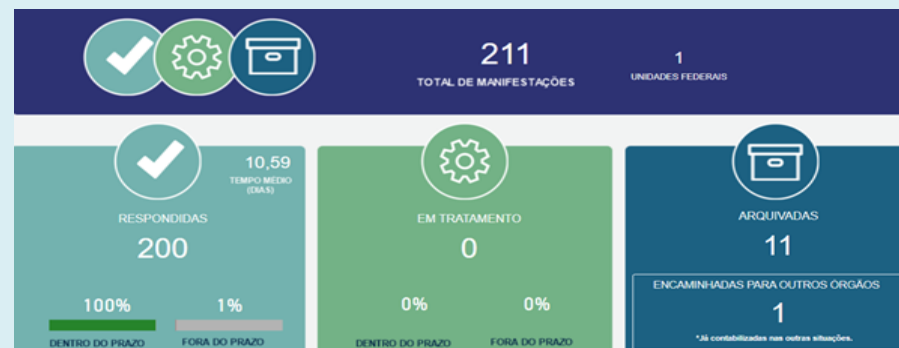 211
TOTAL DE MANIFESTAÇÕES
1
UNIDADES FEDERAIS
10,59
TEMPO MÉDIO
(DIAS)
RESPONDIDAS
200
100%
1%
DENTRO DO PRAZO
FORA DO PRAZO
EM TRATAMENTO
0
0%
0%
DENTRO DO PRAZO
FORA DO PRAZO
ARQUIVADAS
11
ENCAMINHADAS PARA OUTROS ÓRGÃOS
1
*Já contabilizadas nas outras situações.